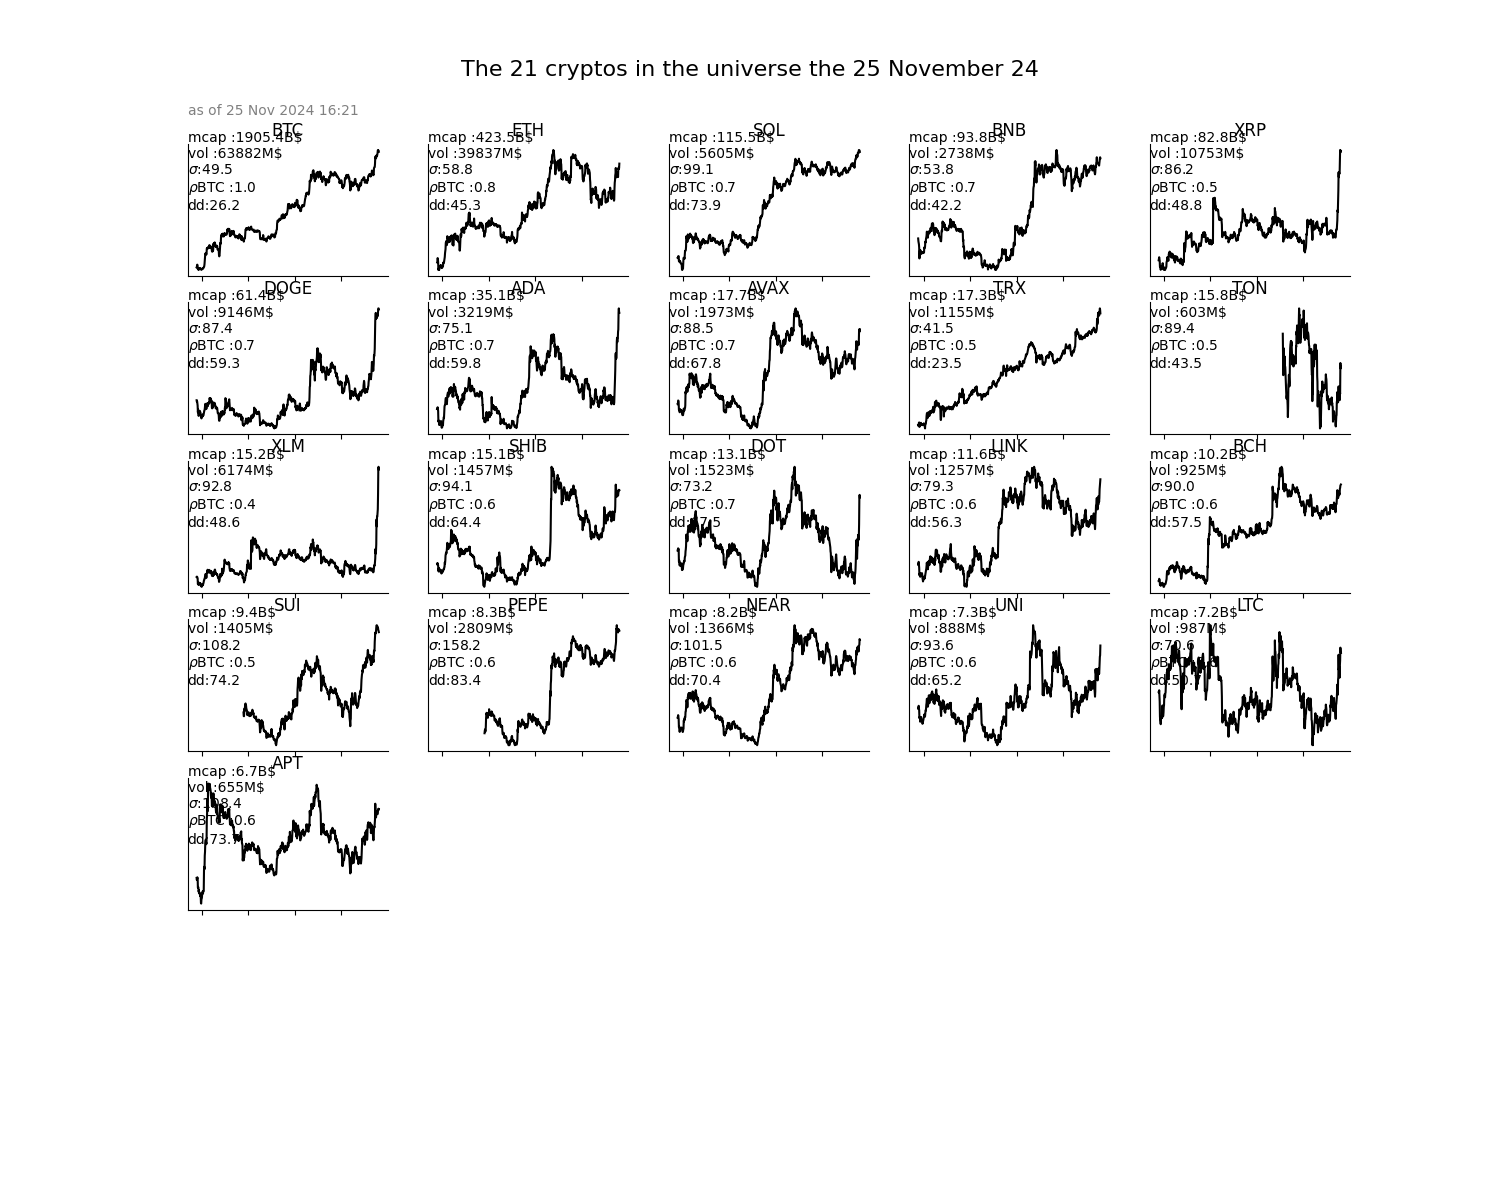 The 21 cryptos in the universe the 25 November 24
as of 25 Nov 2024 16:21
BTC
mcap :1905.4B$
vol :63882M$
σ:49.5
ρBTC :1.0
dd:26.2
ETH
mcap :423.5B$
vol :39837M$
σ:58.8
ρBTC :0.8
dd:45.3
SOL
mcap :115.5B$
vol :5605M$
σ:99.1
ρBTC :0.7
dd:73.9
BNB
mcap :93.8B$
vol :2738M$
σ:53.8
ρBTC :0.7
dd:42.2
XRP
mcap :82.8B$
vol :10753M$
σ:86.2
ρBTC :0.5
dd:48.8
DOGE
mcap :61.4B$
vol :9146M$
σ:87.4
ρBTC :0.7
dd:59.3
ADA
mcap :35.1B$
vol :3219M$
σ:75.1
ρBTC :0.7
dd:59.8
AVAX
mcap :17.7B$
vol :1973M$
σ:88.5
ρBTC :0.7
dd:67.8
TRX
mcap :17.3B$
vol :1155M$
σ:41.5
ρBTC :0.5
dd:23.5
TON
mcap :15.8B$
vol :603M$
σ:89.4
ρBTC :0.5
dd:43.5
XLM
mcap :15.2B$
vol :6174M$
σ:92.8
ρBTC :0.4
dd:48.6
SHIB
mcap :15.1B$
vol :1457M$
σ:94.1
ρBTC :0.6
dd:64.4
DOT
mcap :13.1B$
vol :1523M$
σ:73.2
ρBTC :0.7
LINK
mcap :11.6B$
vol :1257M$
σ:79.3
ρBTC :0.6
dd:56.3
BCH
mcap :10.2B$
vol :925M$
σ:90.0
ρBTC :0.6
dd:57.5
SUI
mcap :9.4B$
vol :1405M$
σ:108.2
ρBTC :0.5
dd:74.2
PEPE
mcap :8.3B$
vol :2809M$
σ:158.2
ρBTC :0.6
dd:83.4
NEAR
mcap :8.2B$
vol :1366M$
σ:101.5
ρBTC :0.6
dd:70.4
UNI
mcap :7.3B$
vol :888M$
σ:93.6
ρBTC :0.6
dd:65.2
LTC
mcap :7.2B$
vol :987M$
σ:70.6
APT
mcap :6.7B$
vol :655M$
σ:108.4
ρBTC :0.6